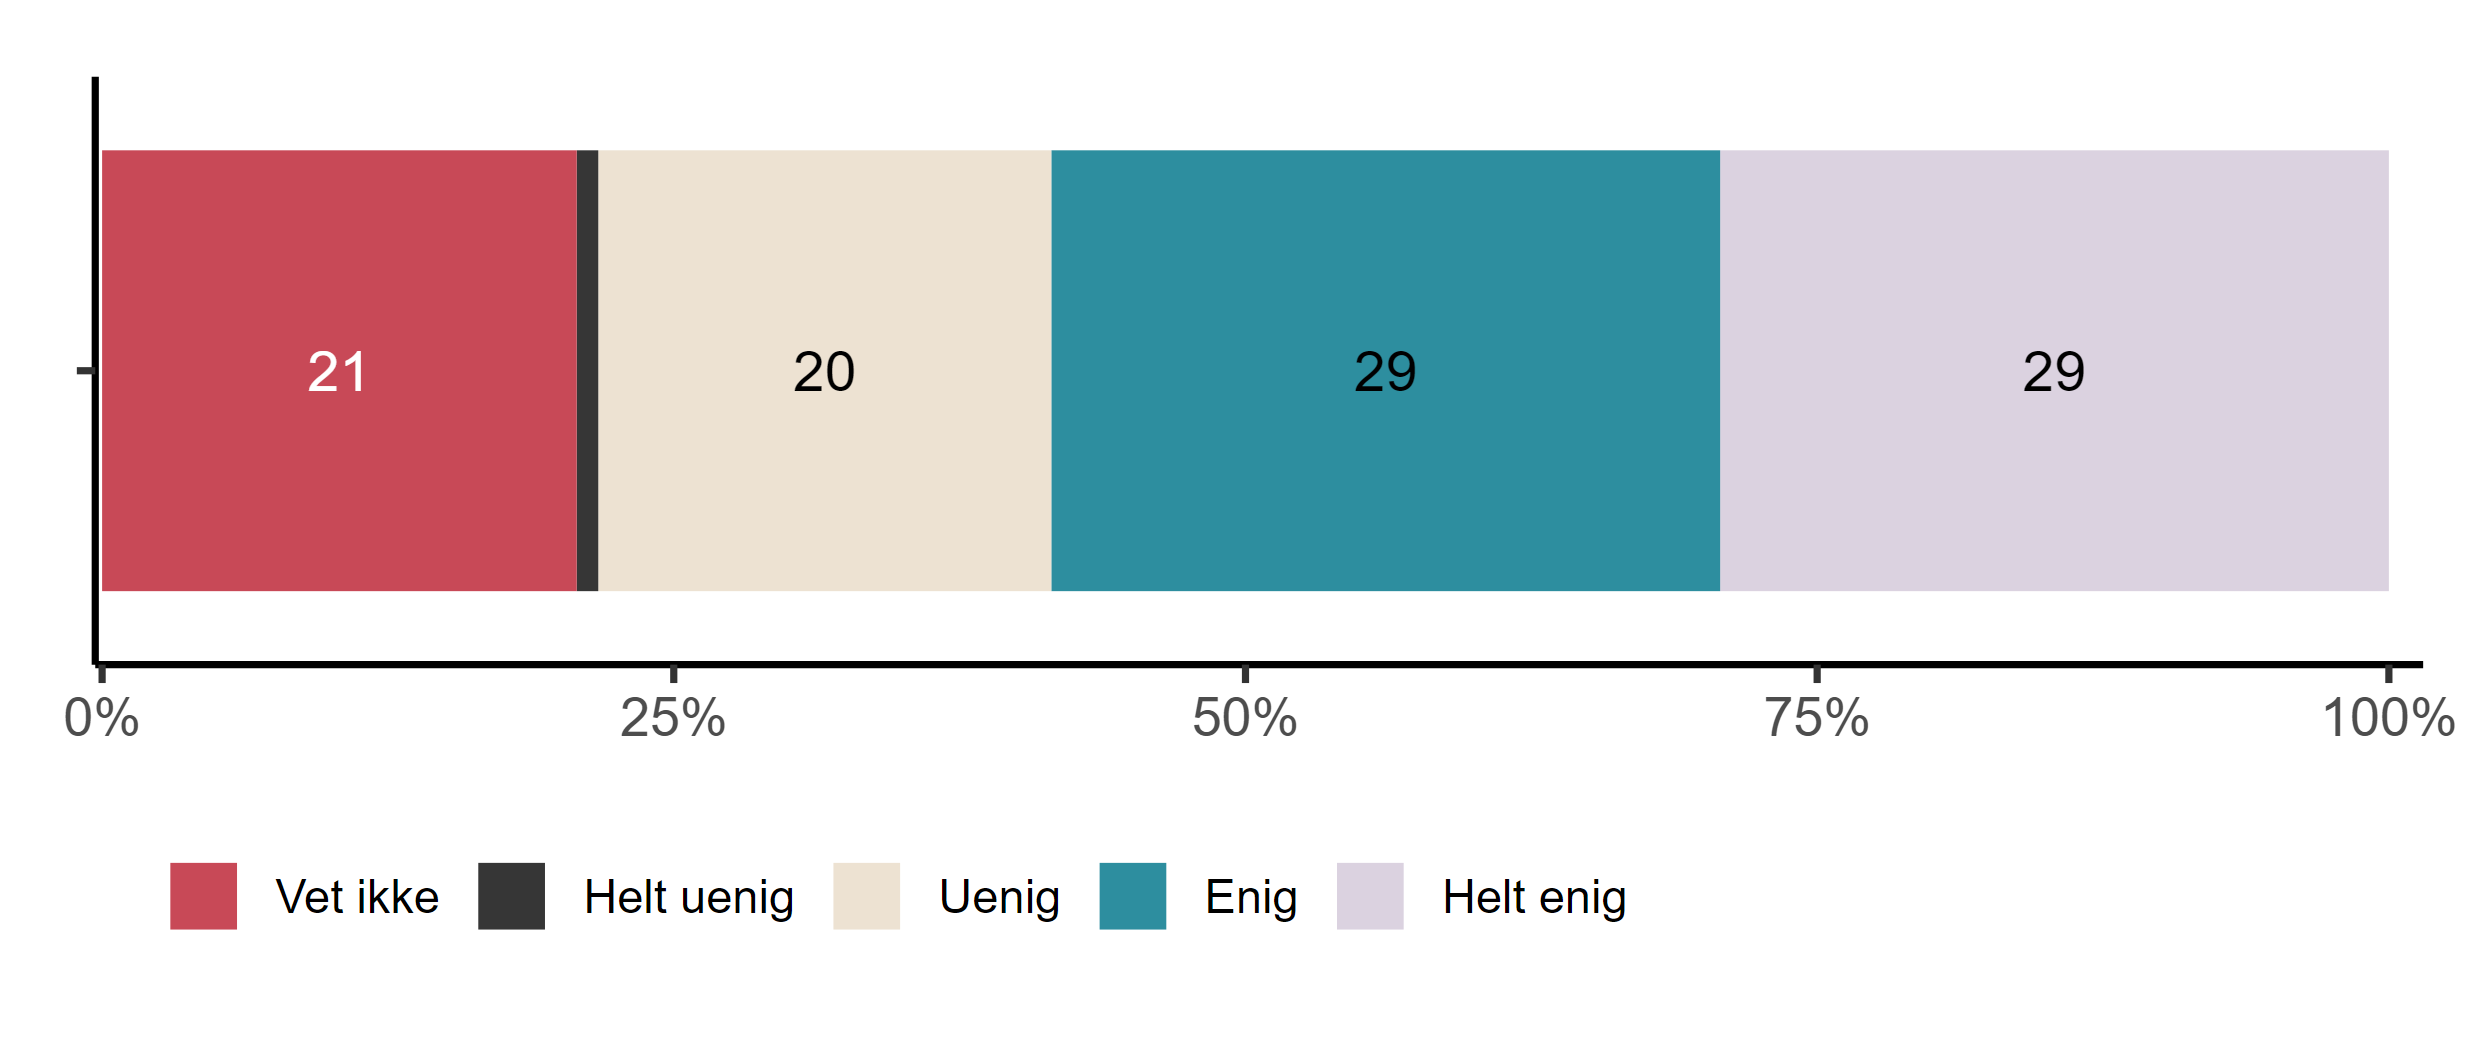 21 20 29 29
0% 25% 50% 75% 100%
Vet ikke Helt uenig Uenig Enig Helt enig